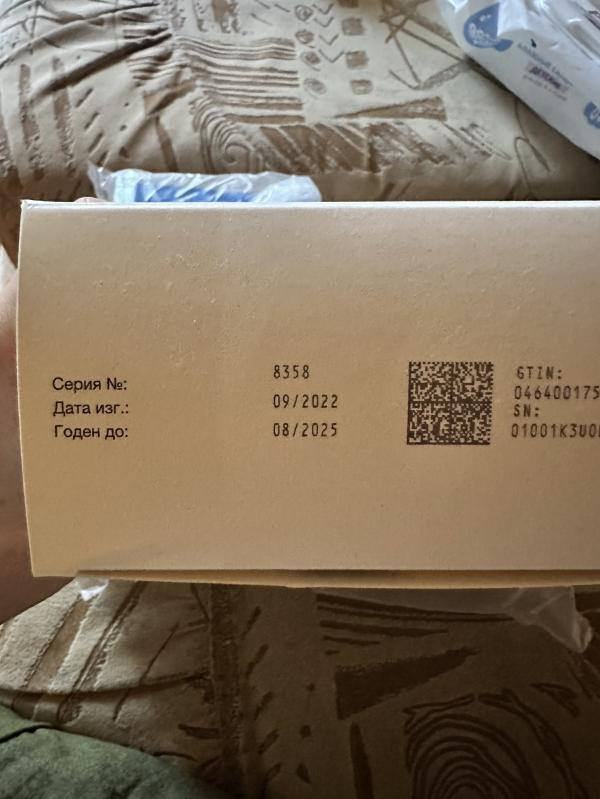 Серия №: 8358
Дата изг.: 09/2022
Годен до: 08/2025
GTIN:
046400175
SN:
01001K3U0